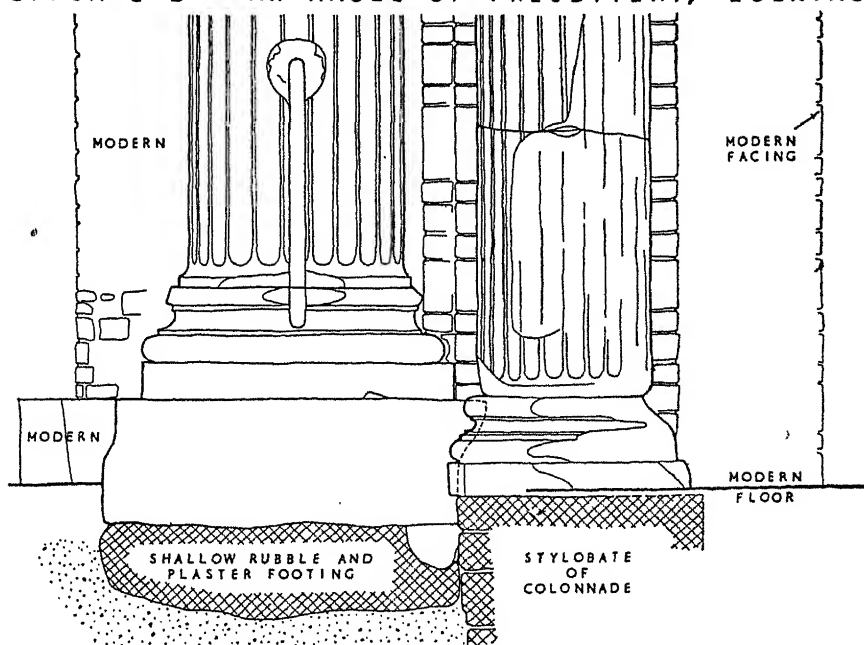 MODERN
MODERN
FACING
MODERN
MODERN
FLOOR
SHALLOW RUBBLE AND
PLASTER FOOTING
STYLOBATE
OF
COLONNADE